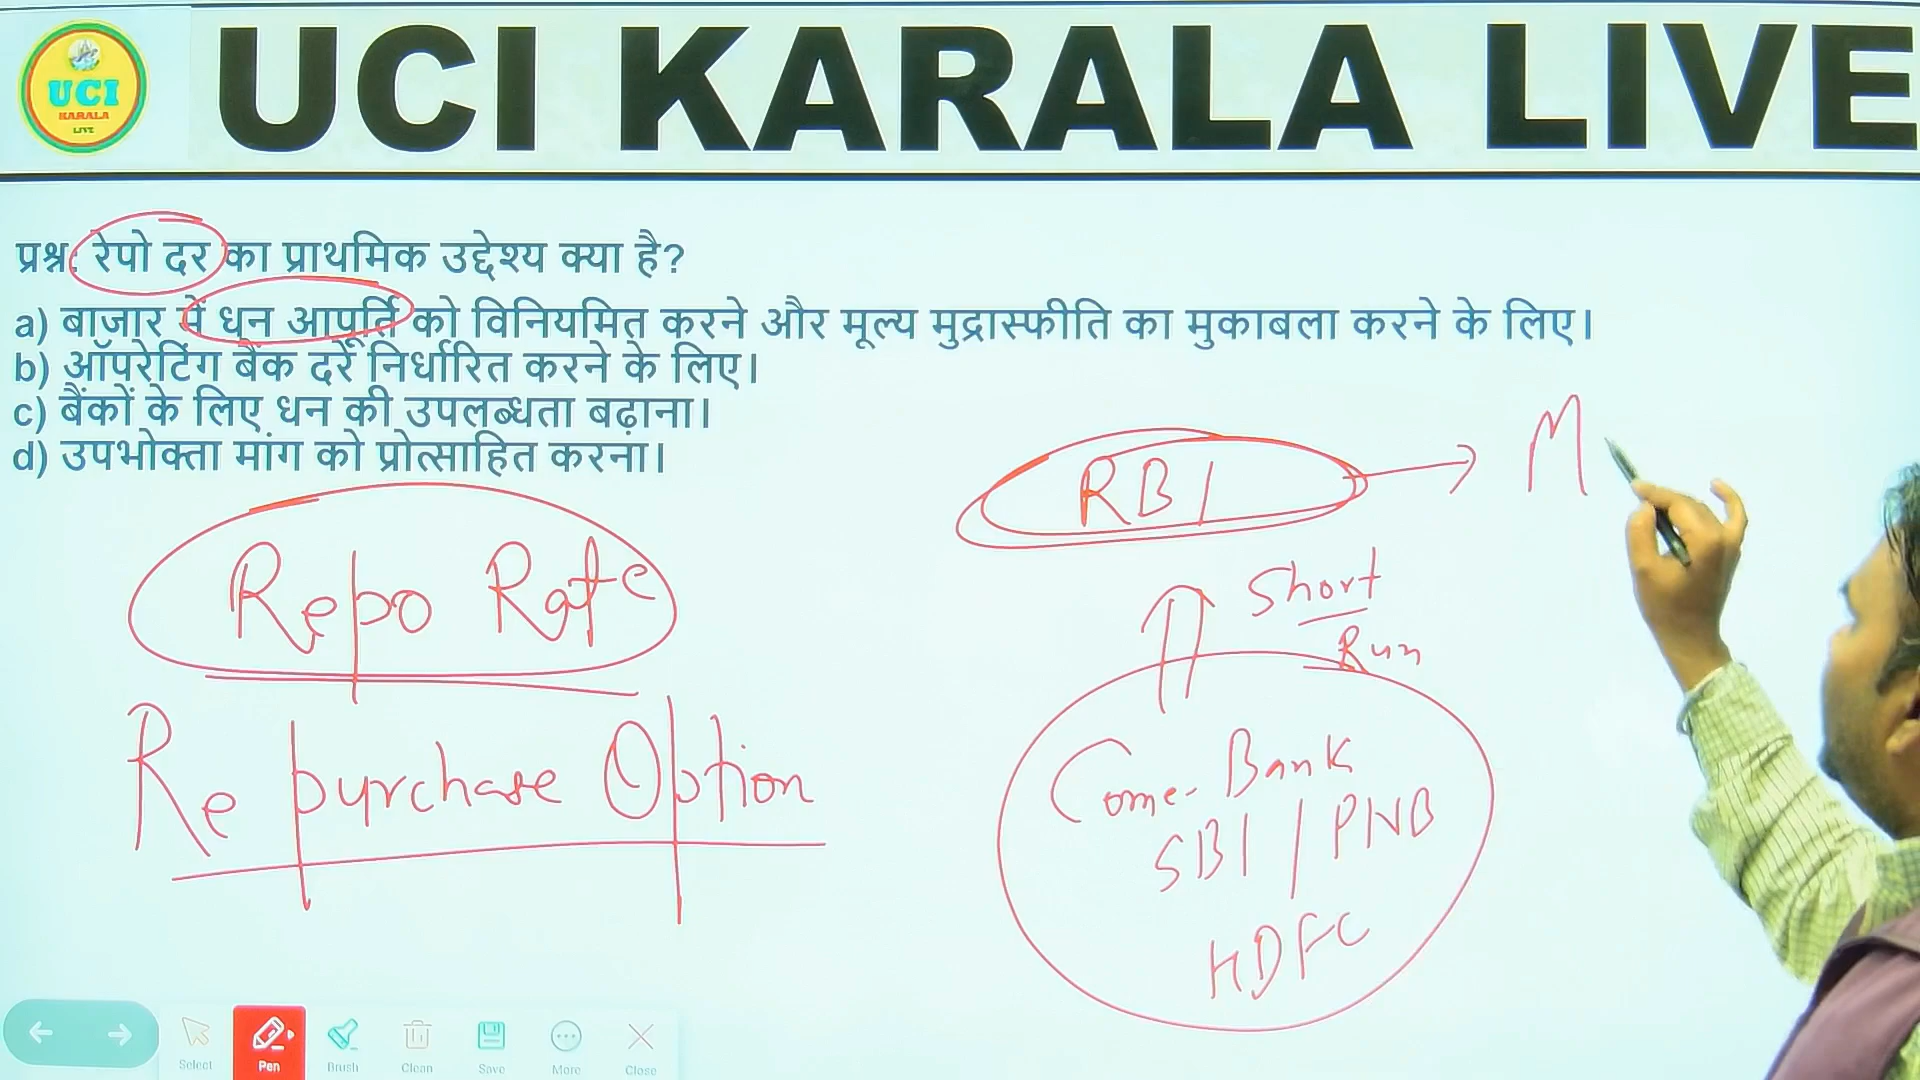 UCI KARALA LIVE
UCI
KARALA
LIVE
प्रश्न: रेपो दर का प्राथमिक उद्देश्य क्या है?
a) बाजार में धन आपूर्ति को विनियमित करने और मूल्य मुद्रास्फीति का मुकाबला करने के लिए।
b) ऑपरेटिंग बैंक दरें निर्धारित करने के लिए।
c) बैंकों के लिए धन की उपलब्धता बढ़ाना।
d) उपभोक्ता मांग को प्रोत्साहित करना।
RBI → M
Repo Rate
Short
Run
Re purchase Option
Come. Bank
SBI / PNB
HDFC
Select Pen Brush Clean Save More Close